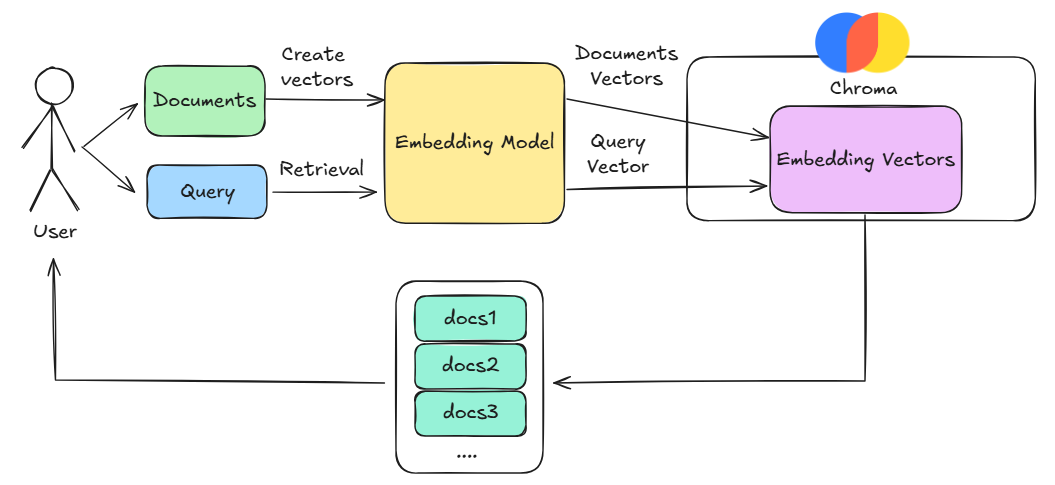 Create
vectors
Documents
Retrieval
Query
User
Embedding Model
Documents
Vectors
Query
Vector
Chroma
Embedding Vectors
docs1
docs2
docs3
....